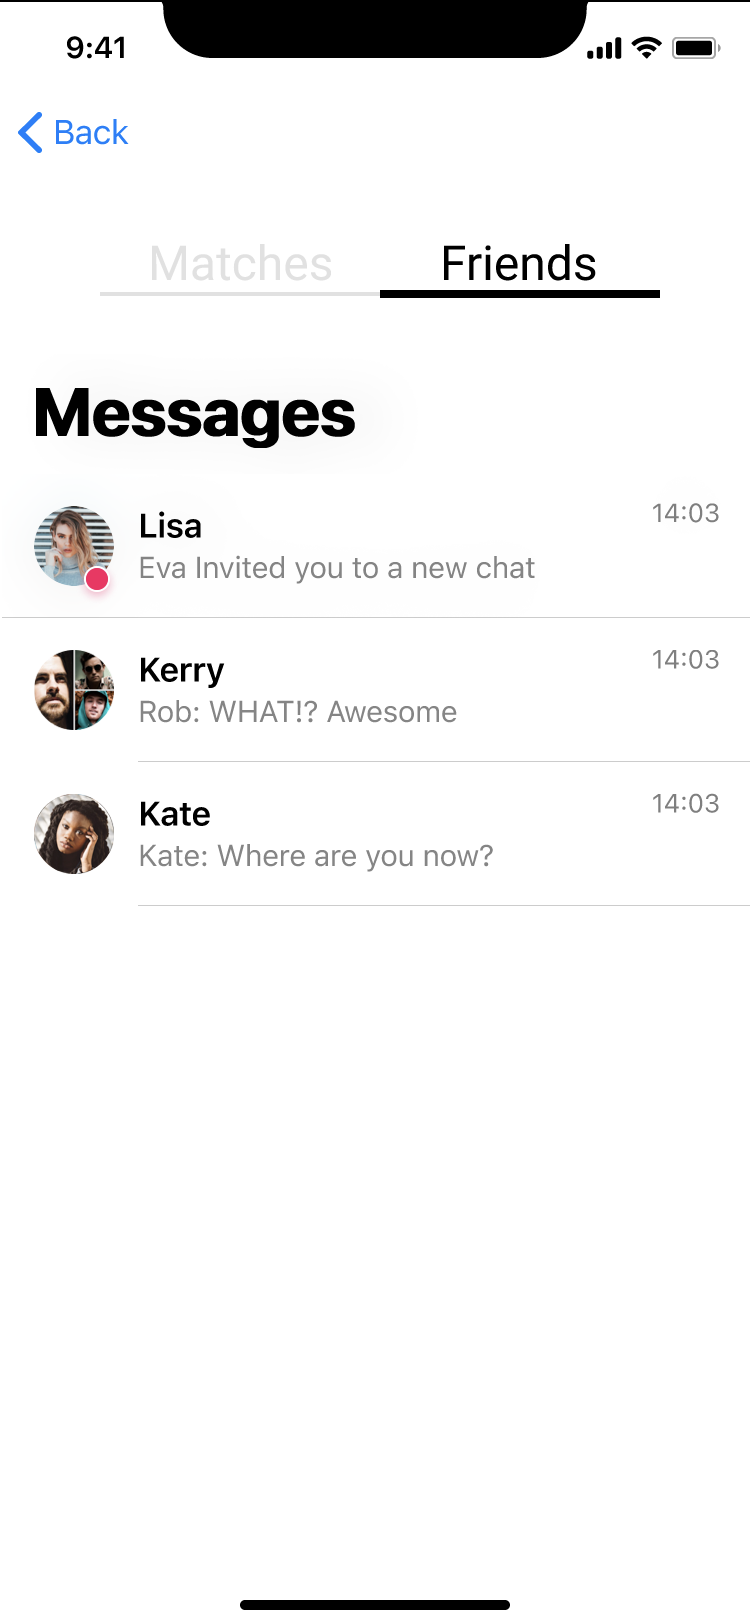 9:41
Back
Matches
Friends
Messages
Lisa
14:03
Eva Invited you to a new chat
Kerry
14:03
Rob: WHAT!? Awesome
Kate
14:03
Kate: Where are you now?